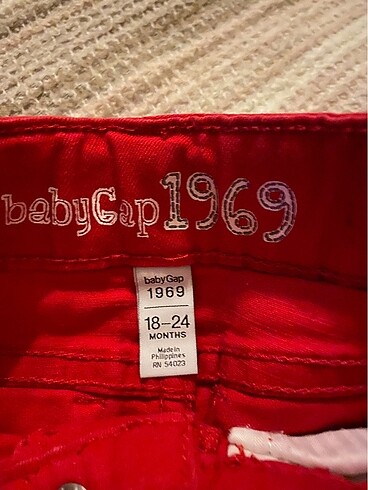 babyGap1969
babyGap
1969
18-24
MONTHS
Made in
Philippines
RN 54023